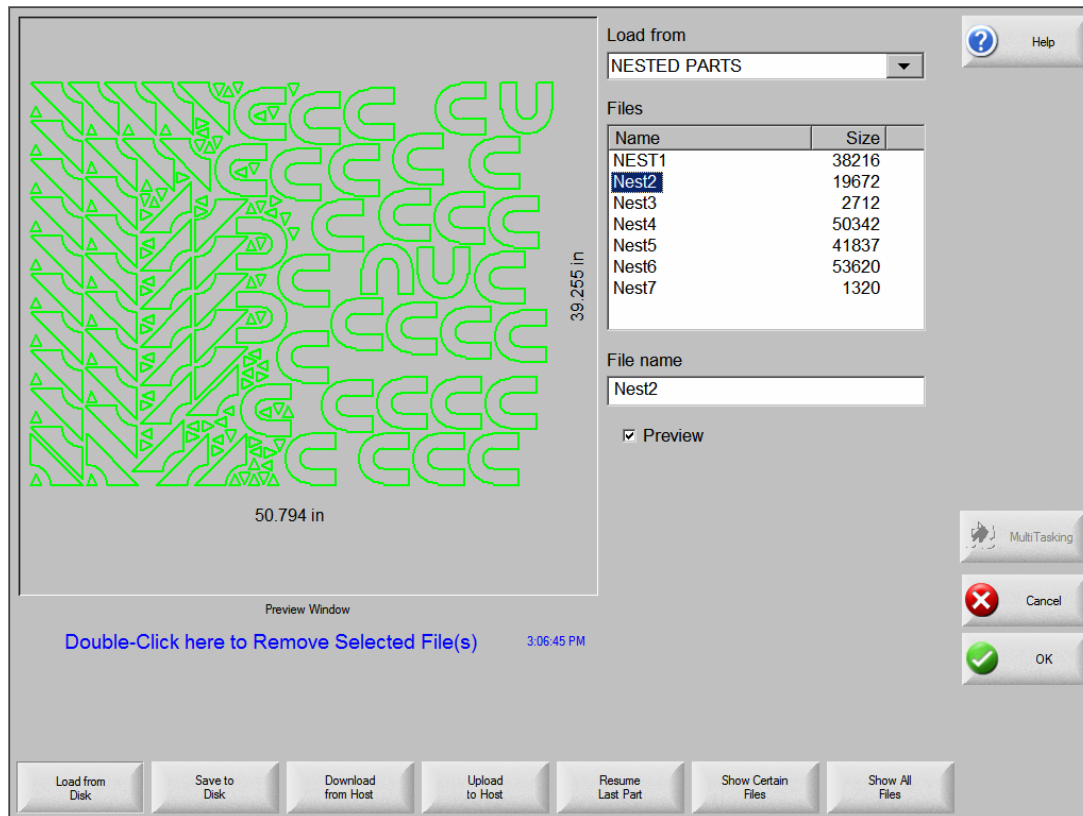 Load from
NESTED PARTS
Help
Files
Name Size
NEST1 38216
Nest2 19672
Nest3 2712
Nest4 50342
Nest5 41837
Nest6 53620
Nest7 1320
39.255 in
50.794 in
File name
Nest2
Preview
Preview Window
Double-Click here to Remove Selected File(s)
3:06:45 PM
MultiTasking
Cancel
OK
Load from
Disk
Save to
Disk
Download
from Host
Upload
to Host
Resume
Last Part
Show Certain
Files
Show All
Files